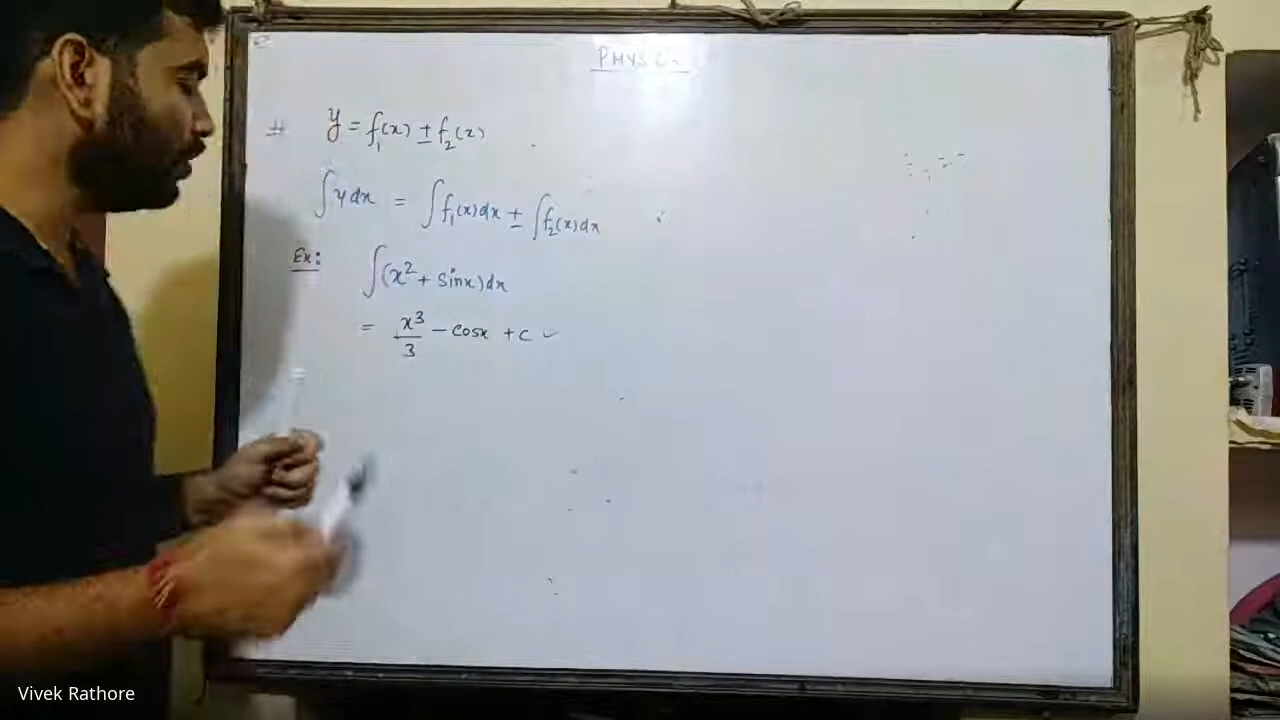 PHYSICS
# y = f₁(x) ± f₂(x)
∫y dx = ∫f₁(x)dx ± ∫f₂(x)dx
Ex: ∫(x² + sinx)dx
= x³/3 - cosx + c
Vivek Rathore